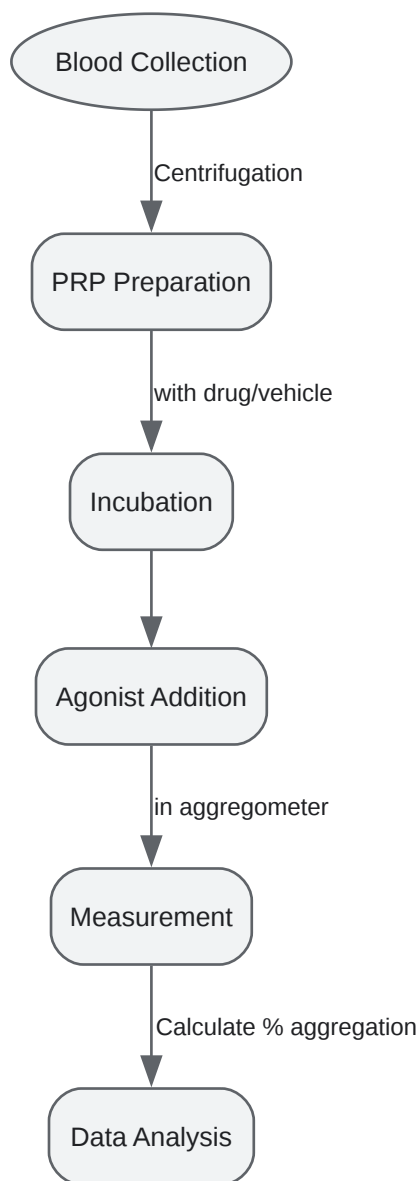 Blood Collection
Centrifugation
PRP Preparation
with drug/vehicle
Incubation
Agonist Addition
in aggregometer
Measurement
Calculate % aggregation
Data Analysis